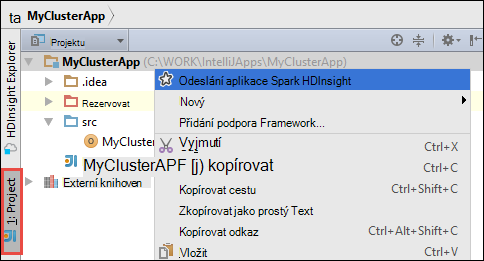 ta MyClusterApp
Projektu
MyClusterApp (C:\WORK\IntelliJApps\MyClusterApp)
.idea
Rezervovat
src
MyCluster
MyClusterAPF [j) kopírovat
Externí knihoven
HDInsight Explorer
1: Project
Odeslání aplikace Spark HDInsight
Nový
Přidání podpora Framework...
Vyjmutí Ctrl+X
Ctrl+C
Kopírovat cestu Ctrl+Shift+C
Zkopírovat jako prostý Text
Kopírovat odkaz Ctrl+Alt+Shift+C
Vložit Ctrl+V